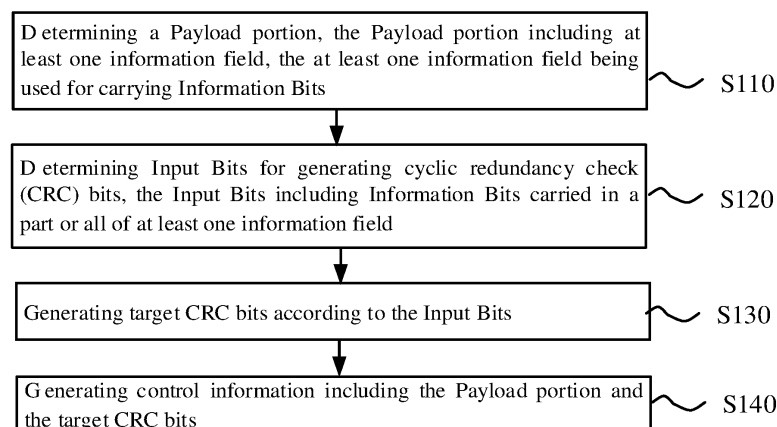 Determining a Payload portion, the Payload portion including at
least one information field, the at least one information field being
used for carrying Information Bits
S110
Determining Input Bits for generating cyclic redundancy check
(CRC) bits, the Input Bits including Information Bits carried in a
part or all of at least one information field
S120
Generating target CRC bits according to the Input Bits
S130
Generating control information including the Payload portion and
the target CRC bits
S140